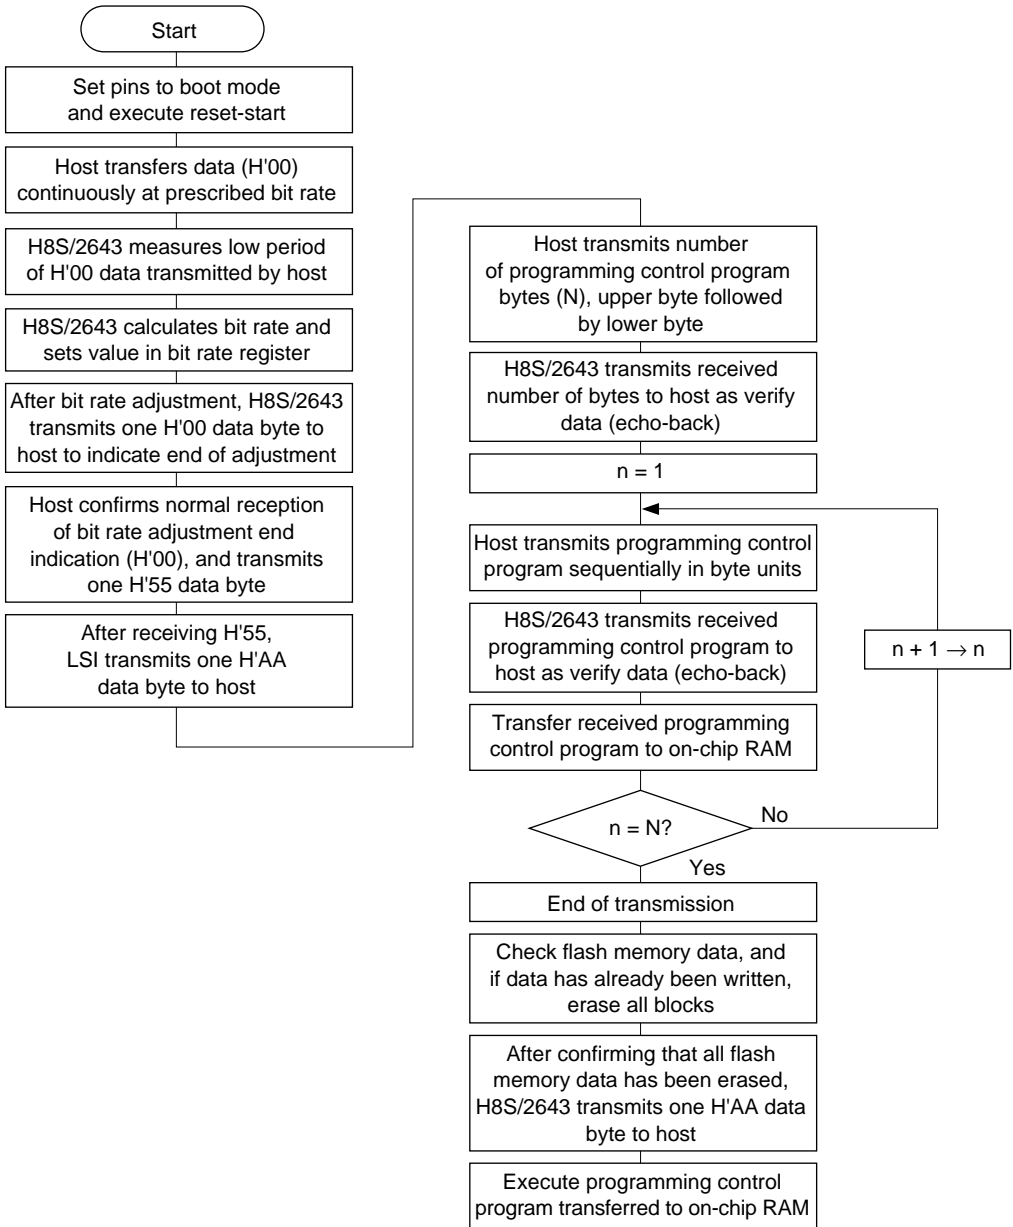 Start
Set pins to boot mode
and execute reset-start
Host transfers data (H'00)
continuously at prescribed bit rate
H8S/2643 measures low period
of H'00 data transmitted by host
H8S/2643 calculates bit rate and
sets value in bit rate register
After bit rate adjustment, H8S/2643
transmits one H'00 data byte to
host to indicate end of adjustment
Host confirms normal reception
of bit rate adjustment end
indication (H'00), and transmits
one H'55 data byte
After receiving H'55,
LSI transmits one H'AA
data byte to host
Host transmits number
of programming control program
bytes (N), upper byte followed
by lower byte
H8S/2643 transmits received
number of bytes to host as verify
data (echo-back)
n = 1
Host transmits programming control
program sequentially in byte units
H8S/2643 transmits received
programming control program to
host as verify data (echo-back)
n + 1 → n
Transfer received programming
control program to on-chip RAM
n = N?
No
Yes
End of transmission
Check flash memory data, and
if data has already been written,
erase all blocks
After confirming that all flash
memory data has been erased,
H8S/2643 transmits one H'AA data
byte to host
Execute programming control
program transferred to on-chip RAM